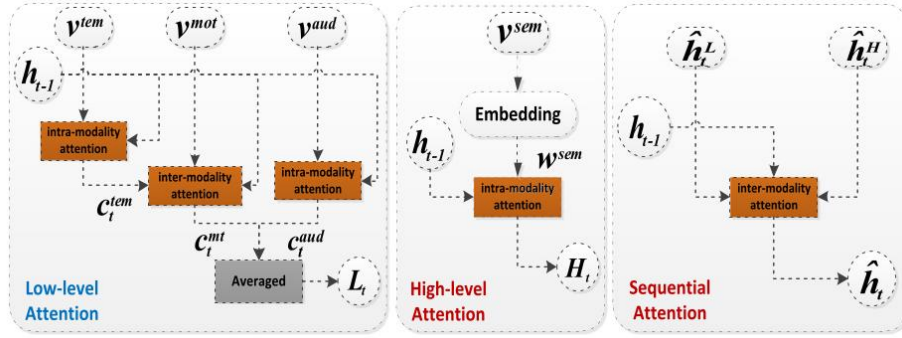 v^tem v^mot v^aud
h_t-1
intra-modality
attention
inter-modality
attention
intra-modality
attention
c_t^tem
c_t^mt c_t^aud
Averaged
L_t
Low-level
Attention
v^sem
Embedding
h_t-1
w^sem
intra-modality
attention
H_t
High-level
Attention
ĥ_t^L ĥ_t^H
h_t-1
inter-modality
attention
ĥ_t
Sequential
Attention